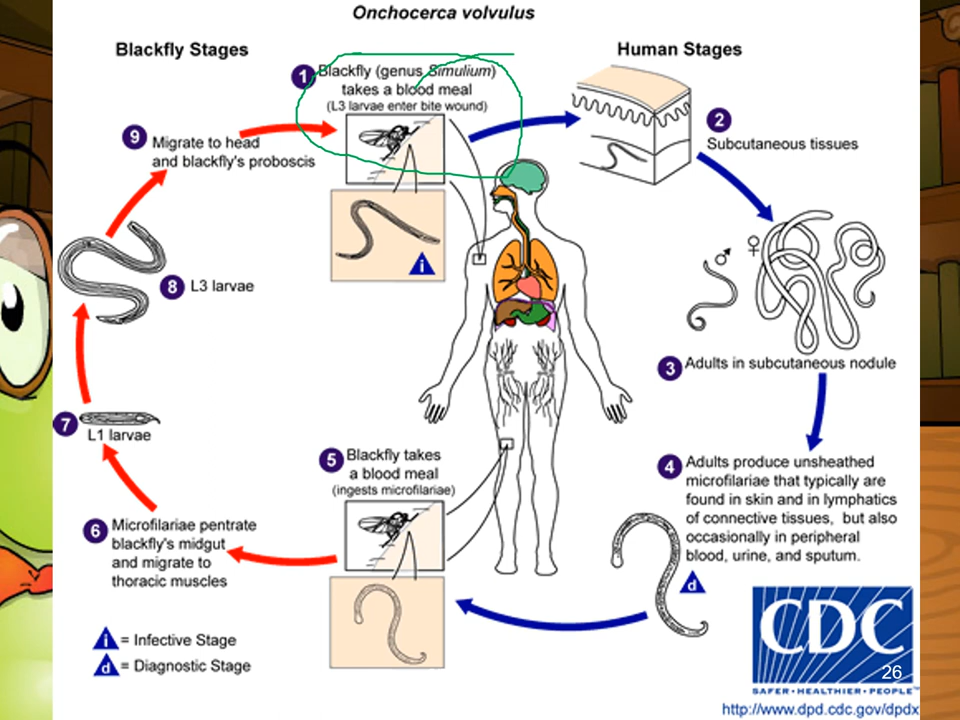 Onchocerca volvulus
Blackfly Stages
Human Stages
1
Blackfly (genus Simulium)
takes a blood meal
(L3 larvae enter bite wound)
i
2
Subcutaneous tissues
♂
♀
3
Adults in subcutaneous nodule
4
Adults produce unsheathed
microfilariae that typically are
found in skin and in lymphatics
of connective tissues, but also
occasionally in peripheral
blood, urine, and sputum.
d
5
Blackfly takes
a blood meal
(ingests microfilariae)
6
Microfilariae pentrate
blackfly's midgut
and migrate to
thoracic muscles
7
L1 larvae
8
L3 larvae
9
Migrate to head
and blackfly's proboscis
i = Infective Stage
d = Diagnostic Stage
CDC
26
SAFER•HEALTHIER•PEOPLE™
http://www.dpd.cdc.gov/dpdx